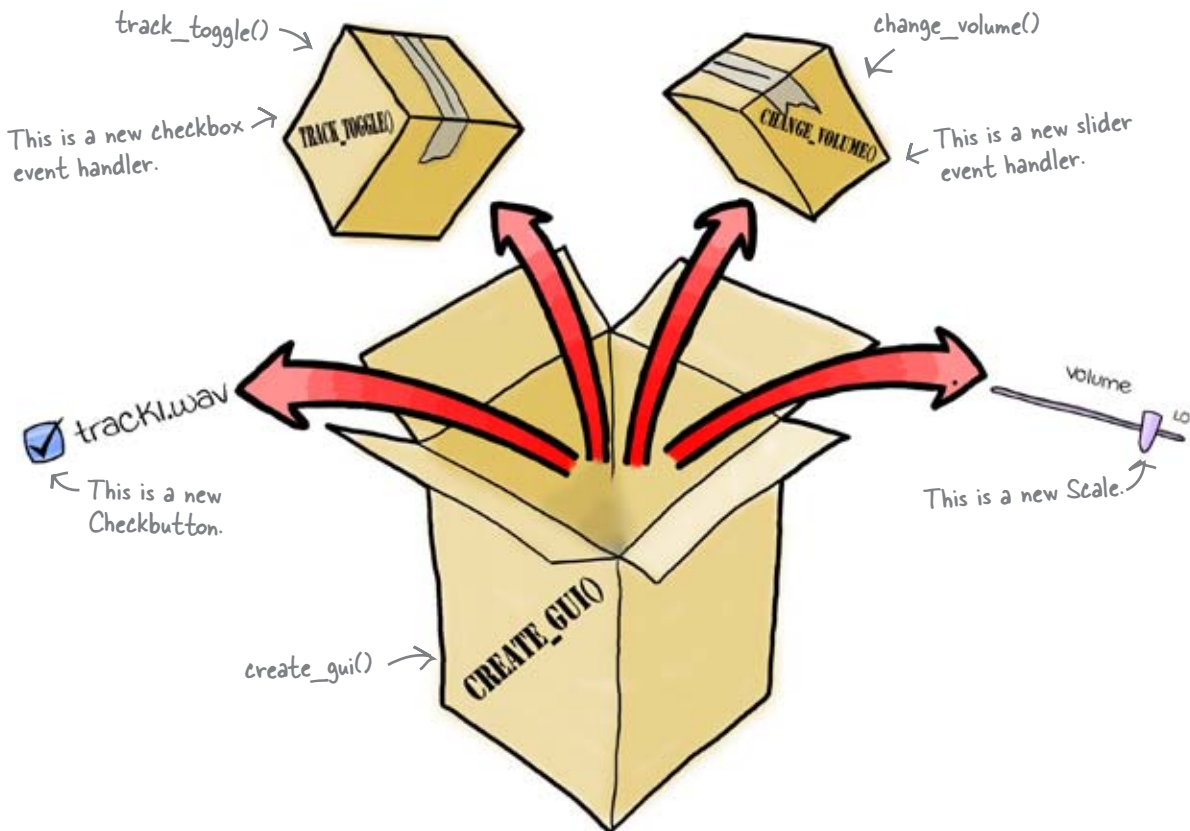 track_toggle()
change_volume()
TRACK_TOGGLE()
CHANGE_VOLUME()
This is a new checkbox
event handler.
This is a new slider
event handler.
track1.wav
volume
LO
This is a new
Checkbutton.
This is a new Scale.
CREATE_GUI()
create_gui()